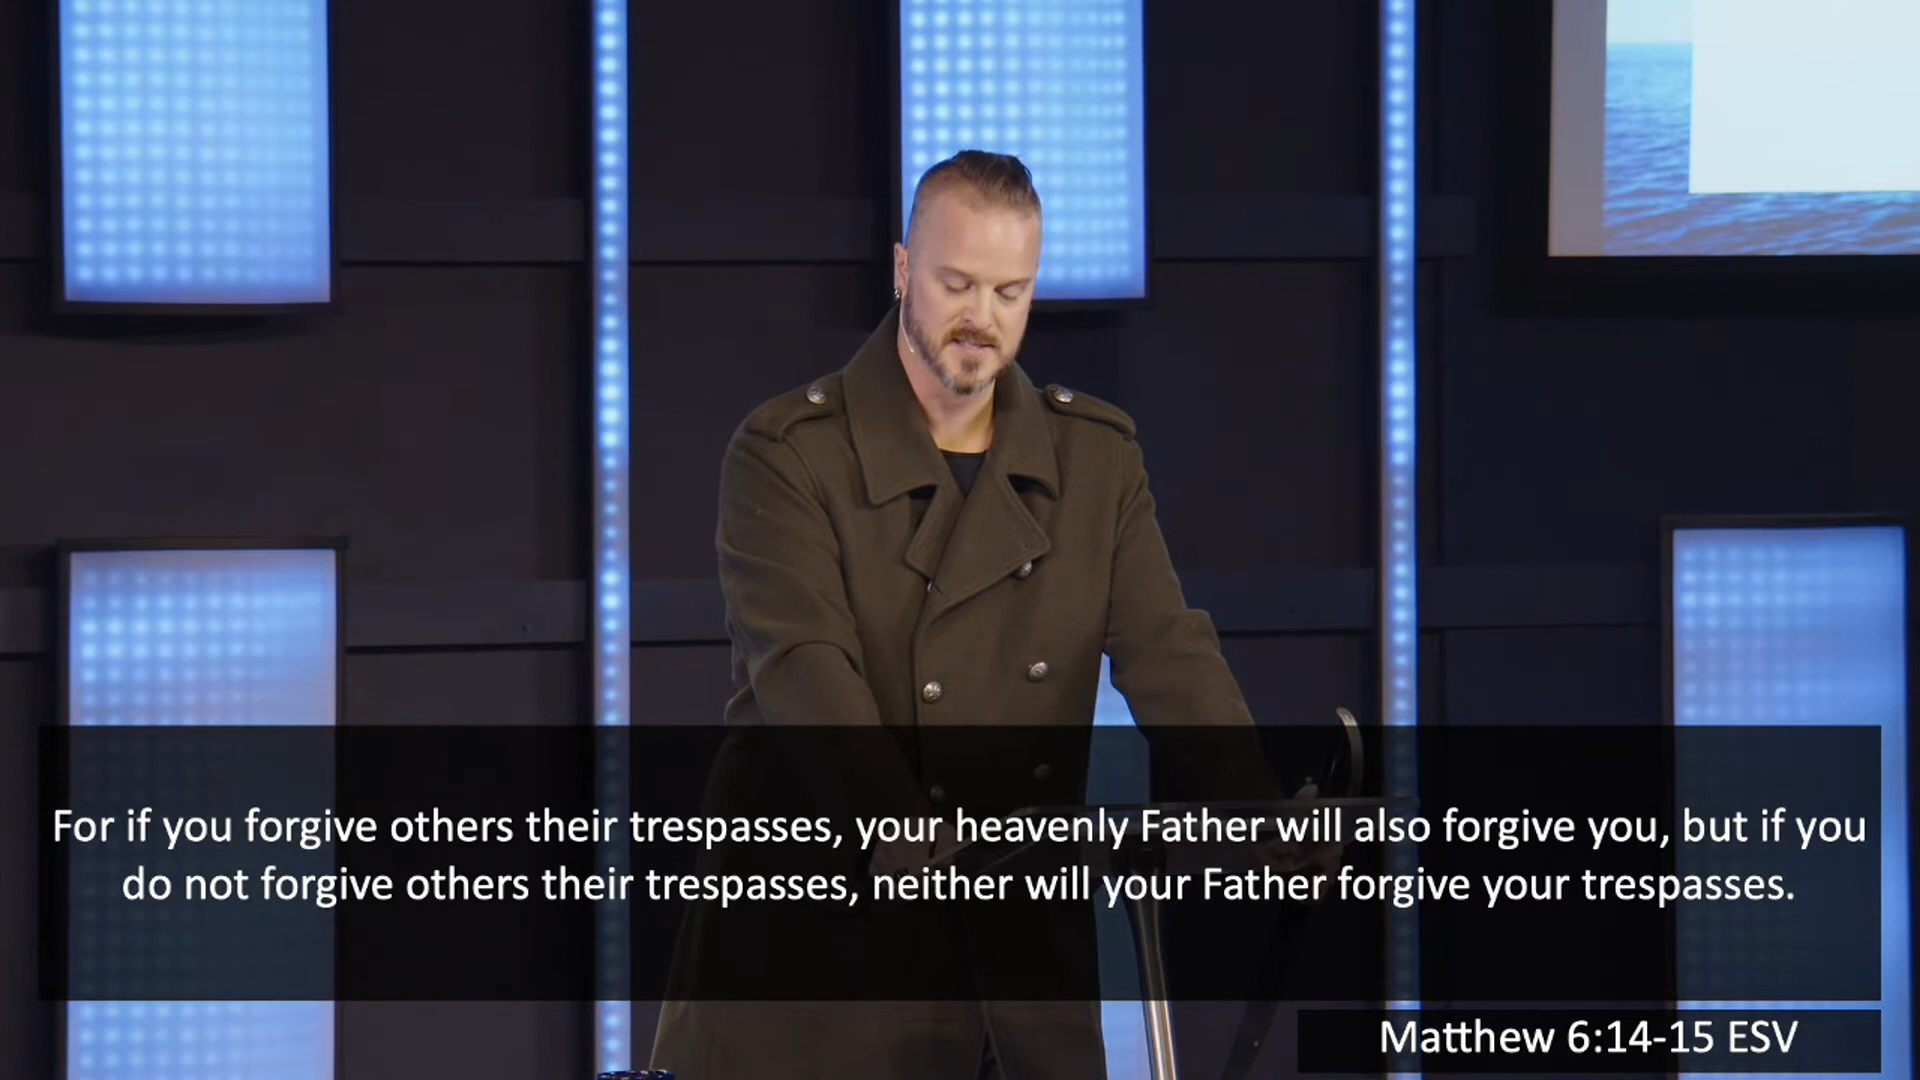 For if you forgive others their trespasses, your heavenly Father will also forgive you, but if you
do not forgive others their trespasses, neither will your Father forgive your trespasses.
Matthew 6:14-15 ESV